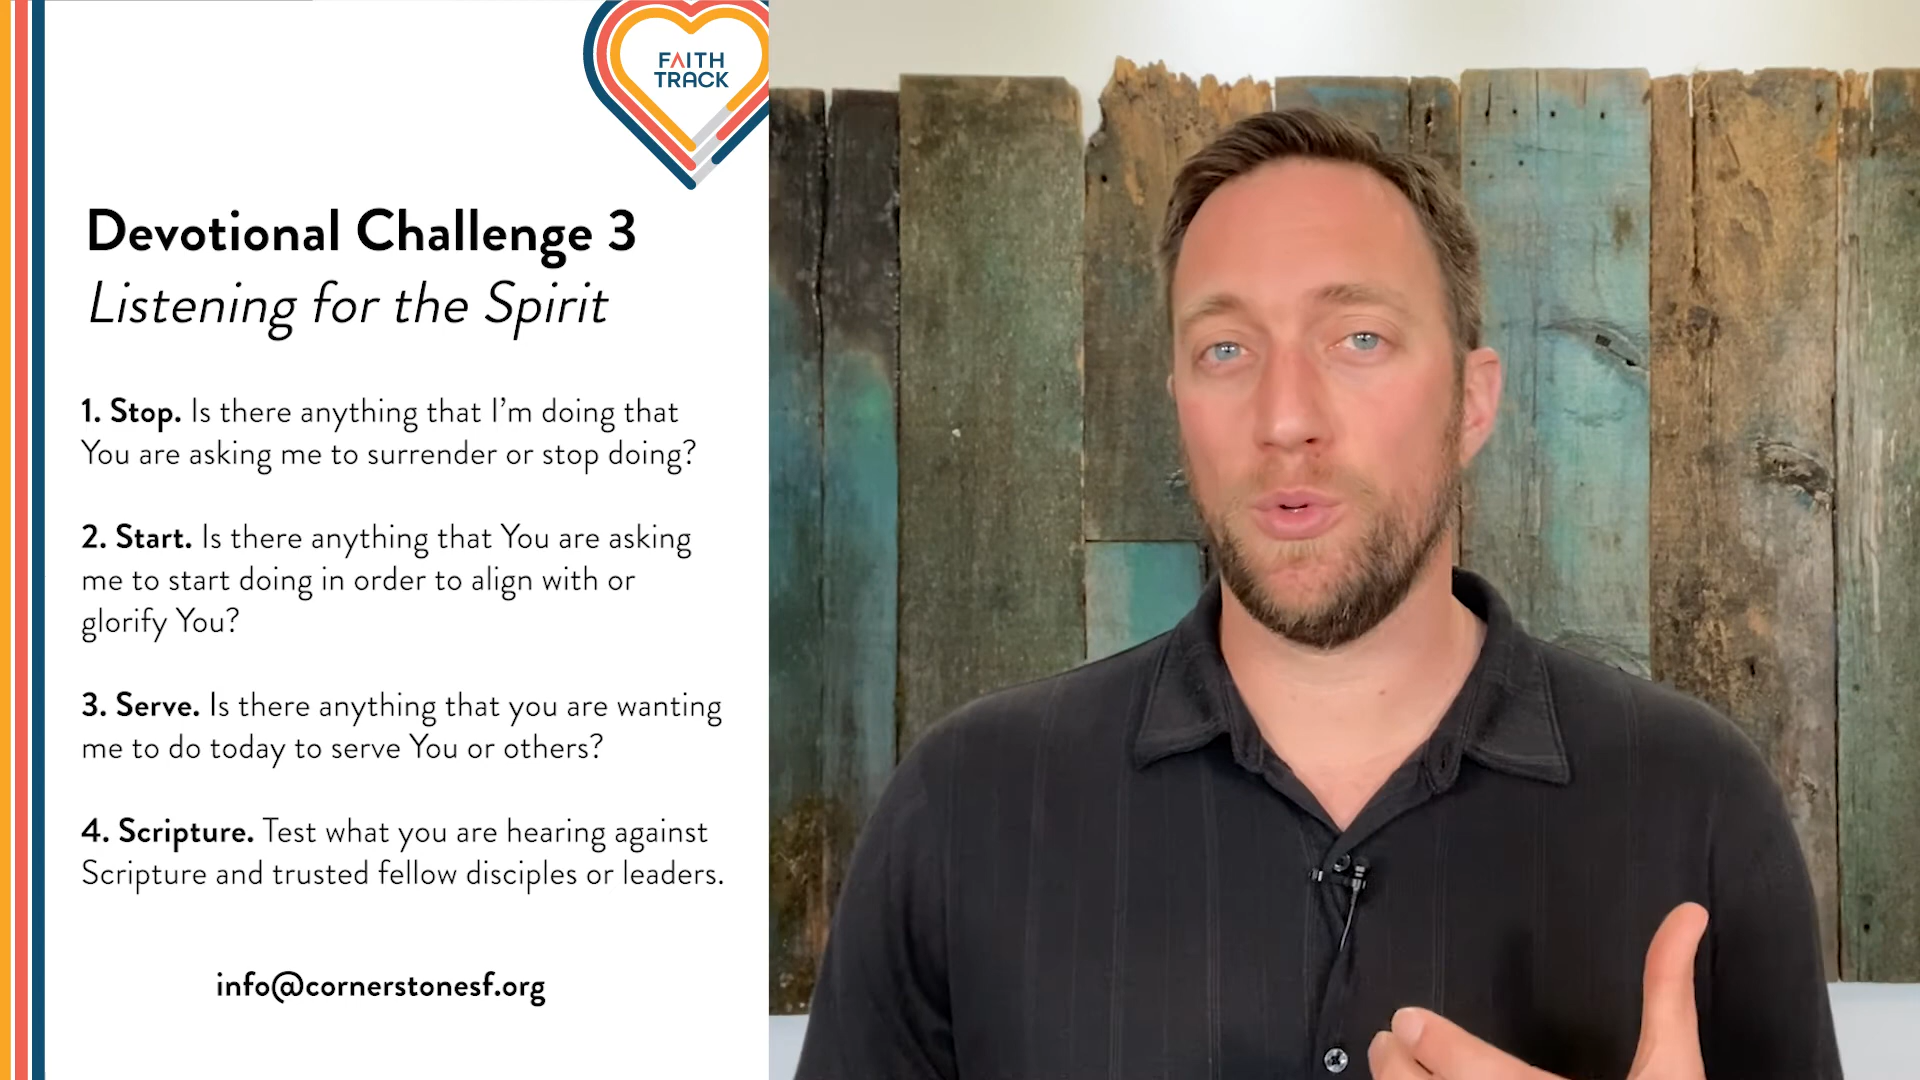 FAITH
TRACK
Devotional Challenge 3
Listening for the Spirit
1. Stop. Is there anything that I'm doing that
You are asking me to surrender or stop doing?
2. Start. Is there anything that You are asking
me to start doing in order to align with or
glorify You?
3. Serve. Is there anything that you are wanting
me to do today to serve You or others?
4. Scripture. Test what you are hearing against
Scripture and trusted fellow disciples or leaders.
info@cornerstonesf.org